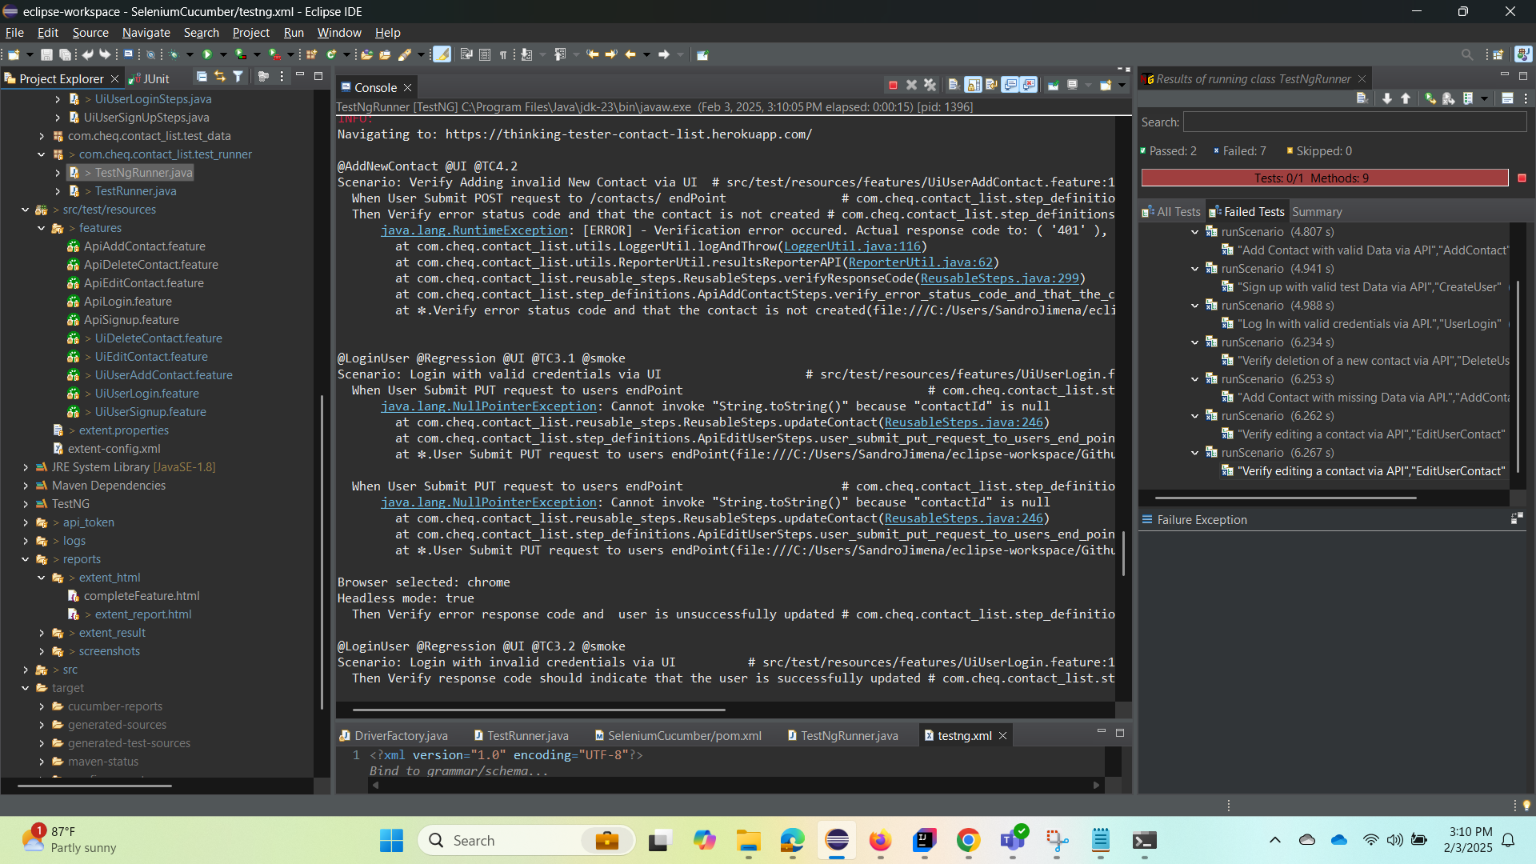 eclipse-workspace - SeleniumCucumber/testng.xml - Eclipse IDE
File Edit Source Navigate Search Project Run Window Help
Project Explorer
JUnit
> UiUserLoginSteps.java
> UiUserSignUpSteps.java
com.cheq.contact_list.test_data
> com.cheq.contact_list.test_runner
> TestNgRunner.java
> TestRunner.java
> src/test/resources
> features
ApiAddContact.feature
ApiDeleteContact.feature
ApiEditContact.feature
ApiLogin.feature
ApiSignup.feature
> UiDeleteContact.feature
> UiEditContact.feature
> UiUserAddContact.feature
> UiUserLogin.feature
> UiUserSignup.feature
> extent.properties
extent-config.xml
JRE System Library [JavaSE-1.8]
Maven Dependencies
TestNG
> api_token
> logs
> reports
> extent_html
completeFeature.html
> extent_report.html
> extent_result
> screenshots
> src
target
cucumber-reports
generated-sources
generated-test-sources
maven-status
Console
TestNgRunner [TestNG] C:\Program Files\Java\jdk-23\bin\javaw.exe (Feb 3, 2025, 3:10:05 PM elapsed: 0:00:15) [pid: 1396]
INFO:
Navigating to: https://thinking-tester-contact-list.herokuapp.com/
@AddNewContact @UI @TC4.2
Scenario: Verify Adding invalid New Contact via UI # src/test/resources/features/UiUserAddContact.feature:1
When User Submit POST request to /contacts/ endPoint # com.cheq.contact_list.step_definitio
Then Verify error status code and that the contact is not created # com.cheq.contact_list.step_definitions
java.lang.RuntimeException: [ERROR] - Verification error occured. Actual response code to: ( '401' ),
at com.cheq.contact_list.utils.LoggerUtil.logAndThrow(LoggerUtil.java:116)
at com.cheq.contact_list.utils.ReporterUtil.resultsReporterAPI(ReporterUtil.java:62)
at com.cheq.contact_list.reusable_steps.ReusableSteps.verifyResponseCode(ReusableSteps.java:299)
at com.cheq.contact_list.step_definitions.ApiAddContactSteps.verify_error_status_code_and_that_the_c
at ✽.Verify error status code and that the contact is not created(file:///C:/Users/SandroJimena/ecli
@LoginUser @Regression @UI @TC3.1 @smoke
Scenario: Login with valid credentials via UI # src/test/resources/features/UiUserLogin.f
When User Submit PUT request to users endPoint # com.cheq.contact_list.st
java.lang.NullPointerException: Cannot invoke "String.toString()" because "contactId" is null
at com.cheq.contact_list.reusable_steps.ReusableSteps.updateContact(ReusableSteps.java:246)
at com.cheq.contact_list.step_definitions.ApiEditUserSteps.user_submit_put_request_to_users_end_poin
at ✽.User Submit PUT request to users endPoint(file:///C:/Users/SandroJimena/eclipse-workspace/Githu
When User Submit PUT request to users endPoint # com.cheq.contact_list.step_definitio
java.lang.NullPointerException: Cannot invoke "String.toString()" because "contactId" is null
at com.cheq.contact_list.reusable_steps.ReusableSteps.updateContact(ReusableSteps.java:246)
at com.cheq.contact_list.step_definitions.ApiEditUserSteps.user_submit_put_request_to_users_end_poin
at ✽.User Submit PUT request to users endPoint(file:///C:/Users/SandroJimena/eclipse-workspace/Githu
Browser selected: chrome
Headless mode: true
Then Verify error response code and  user is unsuccessfully updated # com.cheq.contact_list.step_definitio
@LoginUser @Regression @UI @TC3.2 @smoke
Scenario: Login with invalid credentials via UI # src/test/resources/features/UiUserLogin.feature:1
Then Verify response code should indicate that the user is successfully updated # com.cheq.contact_list.st
DriverFactory.java TestRunner.java SeleniumCucumber/pom.xml TestNgRunner.java testng.xml
1 <?xml version="1.0" encoding="UTF-8"?>
Bind to grammar/schema...
Results of running class TestNgRunner
Search:
Passed: 2 Failed: 7 Skipped: 0
Tests: 0/1 Methods: 9
All Tests Failed Tests Summary
runScenario (4.807 s)
"Add Contact with valid Data via API","AddContact"
runScenario (4.941 s)
"Sign up with valid test Data via API","CreateUser" (
runScenario (4.988 s)
"Log In with valid credentials via API.","UserLogin"
runScenario (6.234 s)
"Verify deletion of a new contact via API","DeleteUs
runScenario (6.253 s)
"Add Contact with missing Data via API.","AddConta
runScenario (6.262 s)
"Verify editing a contact via API","EditUserContact"
runScenario (6.267 s)
"Verify editing a contact via API","EditUserContact"
Failure Exception
1
87°F
Partly sunny
Search
3:10 PM
2/3/2025